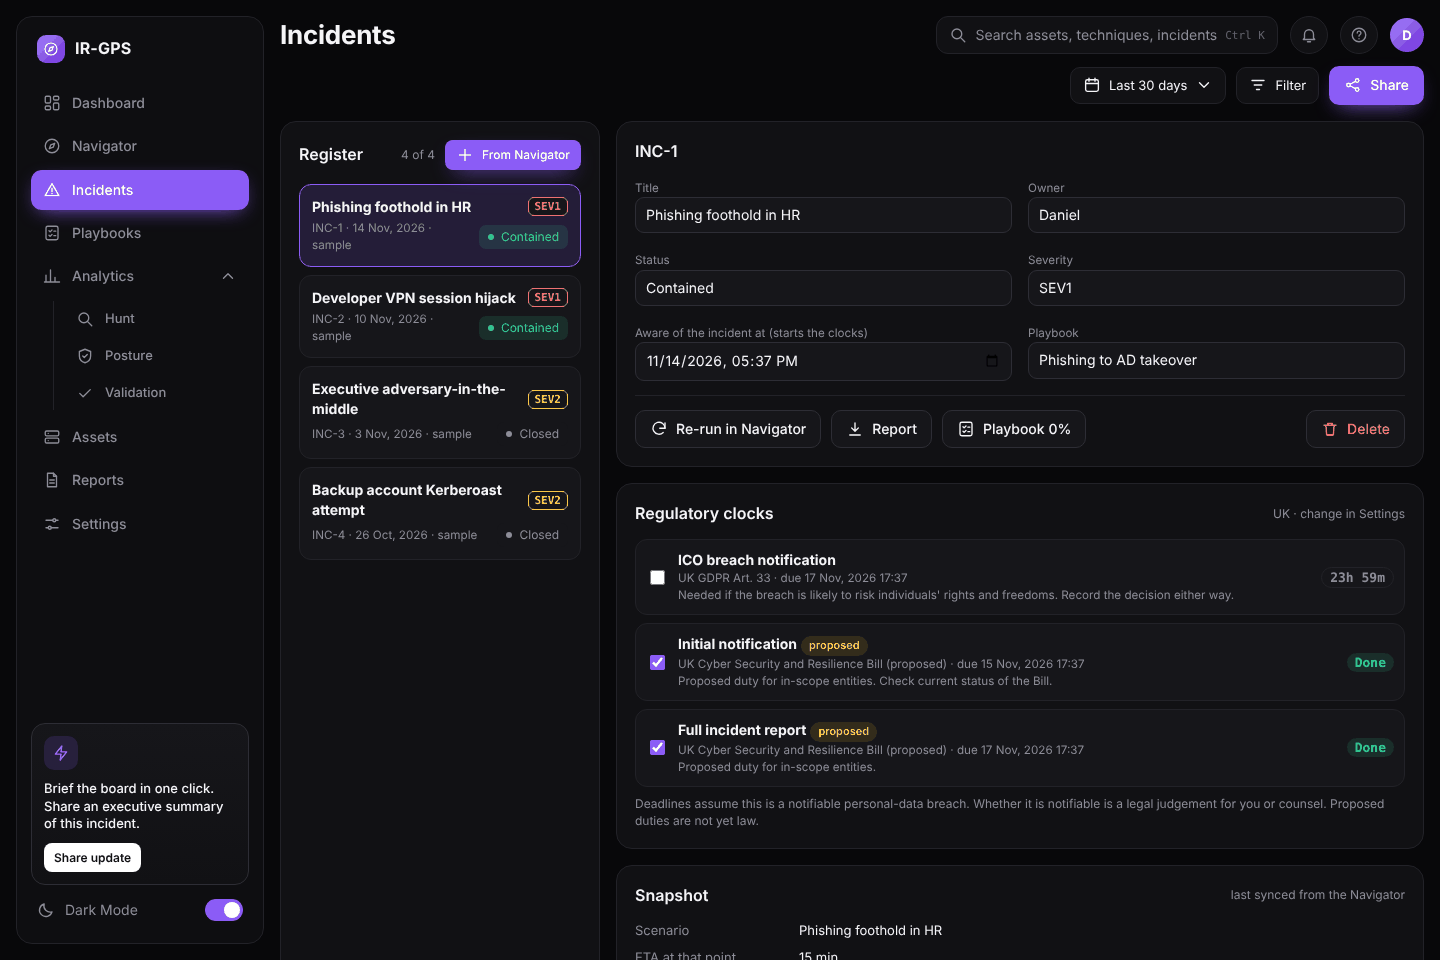 IR-GPS
Dashboard
Navigator
Incidents
Playbooks
Analytics
Hunt
Posture
Validation
Assets
Reports
Settings
Brief the board in one click.
Share an executive summary
of this incident.
Share update
Dark Mode
Incidents
Search assets, techniques, incidents Ctrl K
D
Last 30 days
Filter
Share
Register 4 of 4 From Navigator
Phishing foothold in HR SEV1
INC-1 · 14 Nov, 2026 ·
sample
Contained
Developer VPN session hijack SEV1
INC-2 · 10 Nov, 2026 ·
sample
Contained
Executive adversary-in-the-
middle
SEV2
INC-3 · 3 Nov, 2026 · sample Closed
Backup account Kerberoast
attempt
SEV2
INC-4 · 26 Oct, 2026 · sample Closed
INC-1
Title
Phishing foothold in HR
Owner
Daniel
Status
Contained
Severity
SEV1
Aware of the incident at (starts the clocks)
11/14/2026, 05:37 PM
Playbook
Phishing to AD takeover
Re-run in Navigator
Report
Playbook 0%
Delete
Regulatory clocks UK · change in Settings
ICO breach notification
UK GDPR Art. 33 · due 17 Nov, 2026 17:37
Needed if the breach is likely to risk individuals' rights and freedoms. Record the decision either way.
23h 59m
Initial notification proposed
UK Cyber Security and Resilience Bill (proposed) · due 15 Nov, 2026 17:37
Proposed duty for in-scope entities. Check current status of the Bill.
Done
Full incident report proposed
UK Cyber Security and Resilience Bill (proposed) · due 17 Nov, 2026 17:37
Proposed duty for in-scope entities.
Done
Deadlines assume this is a notifiable personal-data breach. Whether it is notifiable is a legal judgement for you or counsel. Proposed
duties are not yet law.
Snapshot last synced from the Navigator
Scenario Phishing foothold in HR
ETA at that point 15 min